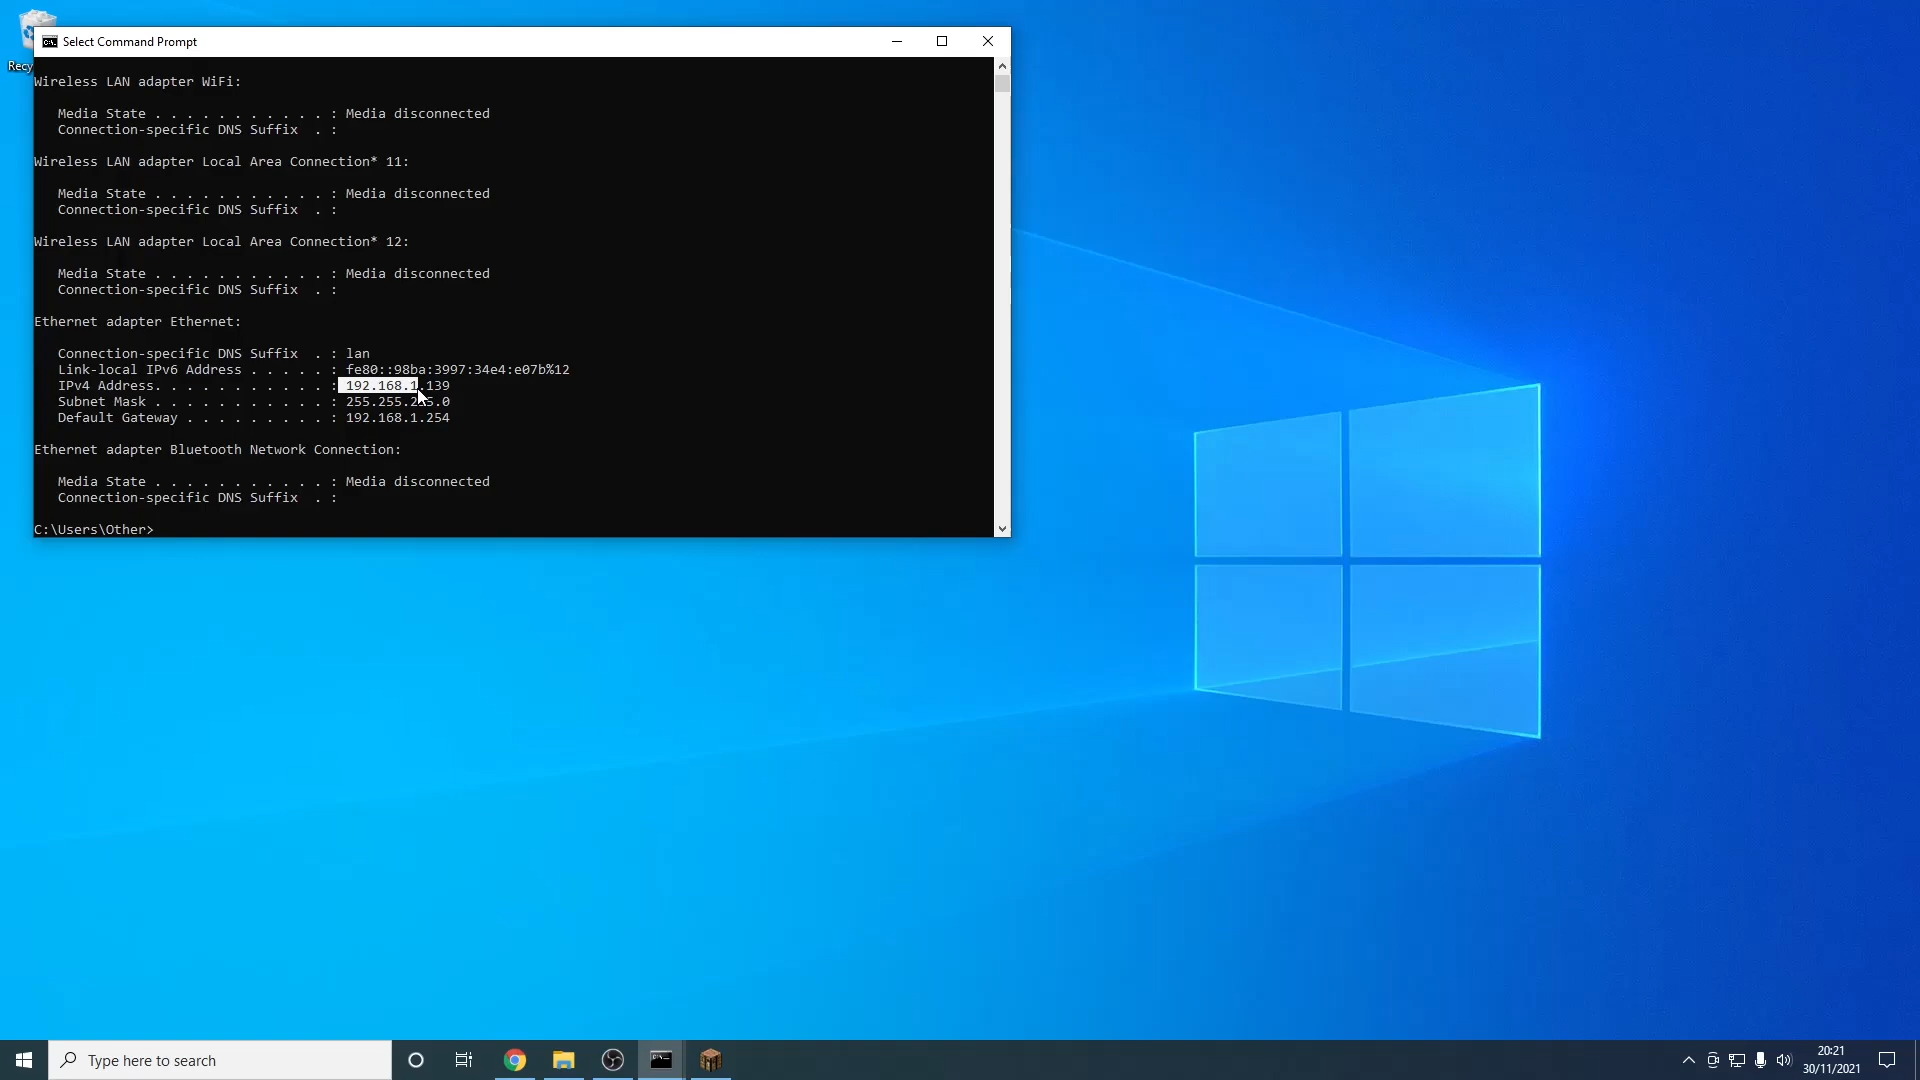 Select Command Prompt
Recy
Wireless LAN adapter WiFi:
Media State . . . . . . . . . . . : Media disconnected
Connection-specific DNS Suffix  . :
Wireless LAN adapter Local Area Connection* 11:
Media State . . . . . . . . . . . : Media disconnected
Connection-specific DNS Suffix  . :
Wireless LAN adapter Local Area Connection* 12:
Media State . . . . . . . . . . . : Media disconnected
Connection-specific DNS Suffix  . :
Ethernet adapter Ethernet:
Connection-specific DNS Suffix  . : lan
Link-local IPv6 Address . . . . . : fe80::98ba:3997:34e4:e07b%12
IPv4 Address. . . . . . . . . . . : 192.168.1.139
Subnet Mask . . . . . . . . . . . : 255.255.255.0
Default Gateway . . . . . . . . . : 192.168.1.254
Ethernet adapter Bluetooth Network Connection:
Media State . . . . . . . . . . . : Media disconnected
Connection-specific DNS Suffix  . :
C:\Users\Other>
Type here to search
20:21
30/11/2021